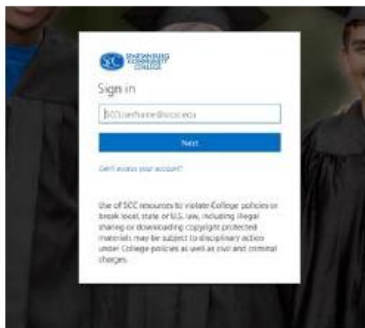 SCC SPARTANBURG
COMMUNITY
COLLEGE
Sign in
SCCUsername@sccsc.edu
Next
Can't access your account?
Use of SCC resources to violate College policies or
break local, state or U.S. law, including illegal
sharing or downloading copyright protected
materials may be subject to disciplinary action
under College policies as well as civil and criminal
charges.